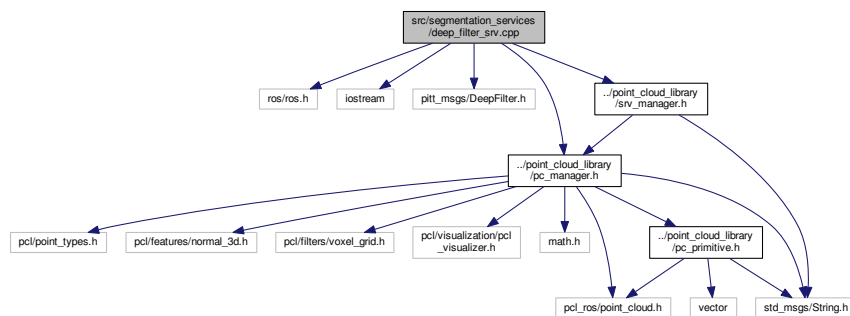 src/segmentation_services
/deep_filter_srv.cpp
ros/ros.h
iostream
pitt_msgs/DeepFilter.h
../point_cloud_library
/srv_manager.h
../point_cloud_library
/pc_manager.h
pcl/point_types.h
pcl/features/normal_3d.h
pcl/filters/voxel_grid.h
pcl/visualization/pcl
_visualizer.h
math.h
../point_cloud_library
/pc_primitive.h
pcl_ros/point_cloud.h
vector
std_msgs/String.h